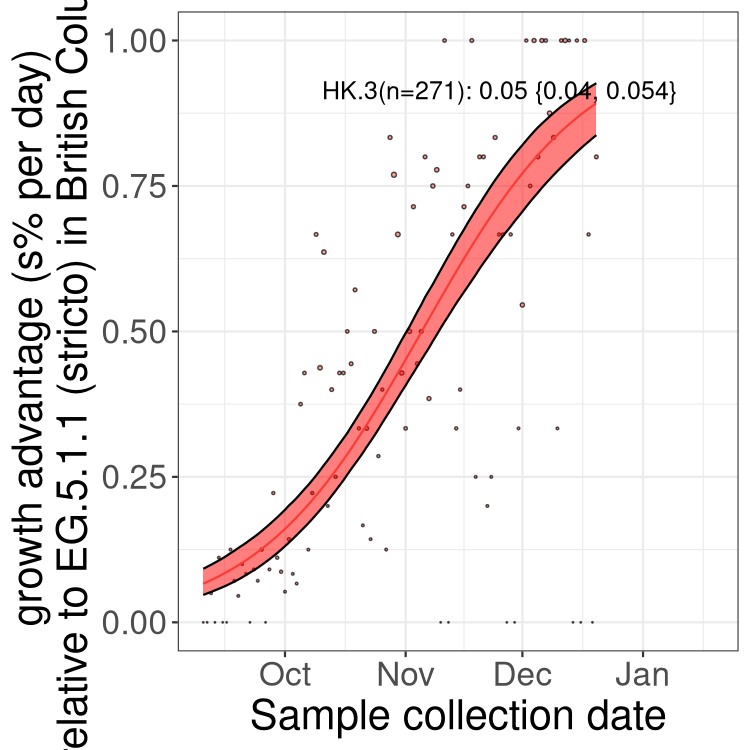 growth advantage (s% per day)
relative to EG.5.1.1 (stricto) in British Colu
1.00
0.75
0.50
0.25
0.00
HK.3(n=271): 0.05 {0.04, 0.054}
Oct Nov Dec Jan
Sample collection date